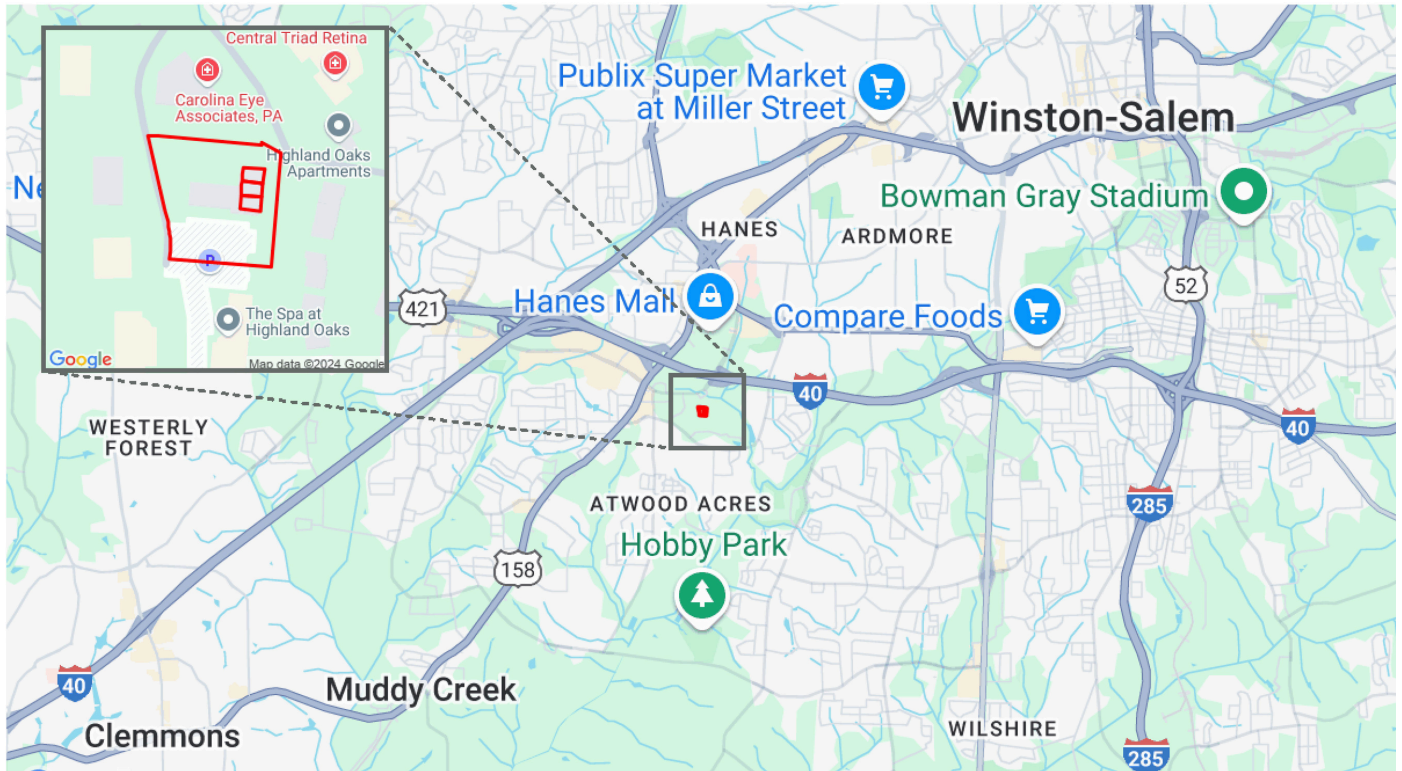 Central Triad Retina
Carolina Eye
Associates, PA
Highland Oaks
Apartments
P
The Spa at
Highland Oaks
Google
Map data ©2024 Google
Publix Super Market
at Miller Street
Winston-Salem
Ne
Bowman Gray Stadium
HANES
ARDMORE
52
421
Hanes Mall
Compare Foods
40
40
WESTERLY
FOREST
ATWOOD ACRES
285
Hobby Park
158
40
Muddy Creek
Clemmons
WILSHIRE
285